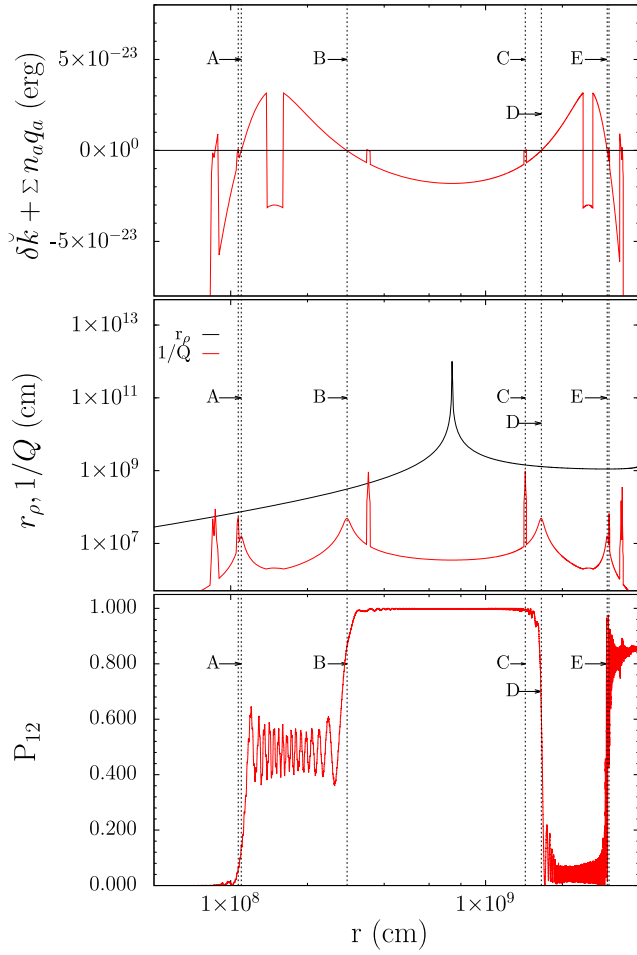 5×10⁻²³
0×10⁰
-5×10⁻²³
δk̆ + Σ nₐqₐ (erg)
A
B
C
D
E
1×10¹³
1×10¹¹
1×10⁹
1×10⁷
r_ρ, 1/Q (cm)
r_ρ
1/Q
A
B
C
D
E
1.000
0.800
0.600
0.400
0.200
0.000
P₁₂
A
B
C
D
E
1×10⁸
1×10⁹
r (cm)